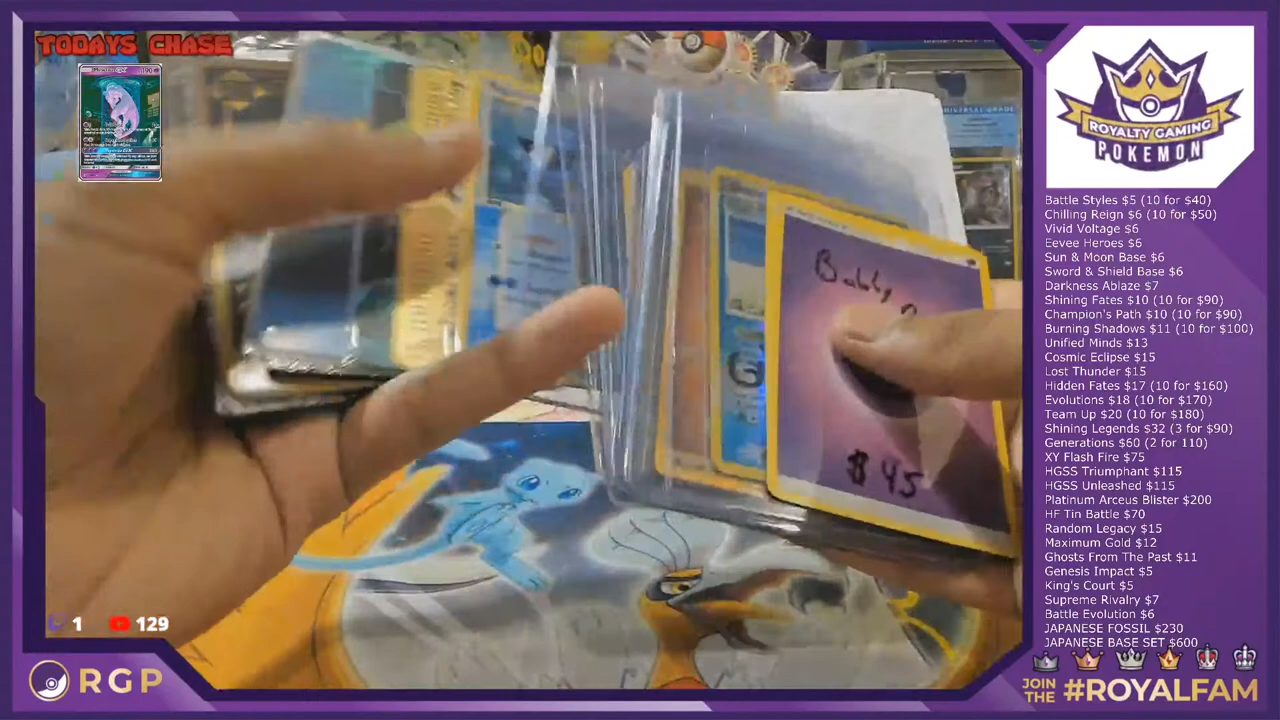 TODAYS CHASE
$45
1
129
RGP
ROYALTY GAMING
POKEMON
Battle Styles $5 (10 for $40)
Chilling Reign $6 (10 for $50)
Vivid Voltage $6
Eevee Heroes $6
Sun & Moon Base $6
Sword & Shield Base $6
Darkness Ablaze $7
Shining Fates $10 (10 for $90)
Champion's Path $10 (10 for $90)
Burning Shadows $11 (10 for $100)
Unified Minds $13
Cosmic Eclipse $15
Lost Thunder $15
Hidden Fates $17 (10 for $160)
Evolutions $18 (10 for $170)
Team Up $20 (10 for $180)
Shining Legends $32 (3 for $90)
Generations $60 (2 for 110)
XY Flash Fire $75
HGSS Triumphant $115
HGSS Unleashed $115
Platinum Arceus Blister $200
HF Tin Battle $70
Random Legacy $15
Maximum Gold $12
Ghosts From The Past $11
Genesis Impact $5
King's Court $5
Supreme Rivalry $7
Battle Evolution $6
JAPANESE FOSSIL $230
JAPANESE BASE SET $600
JOIN THE #ROYALFAM